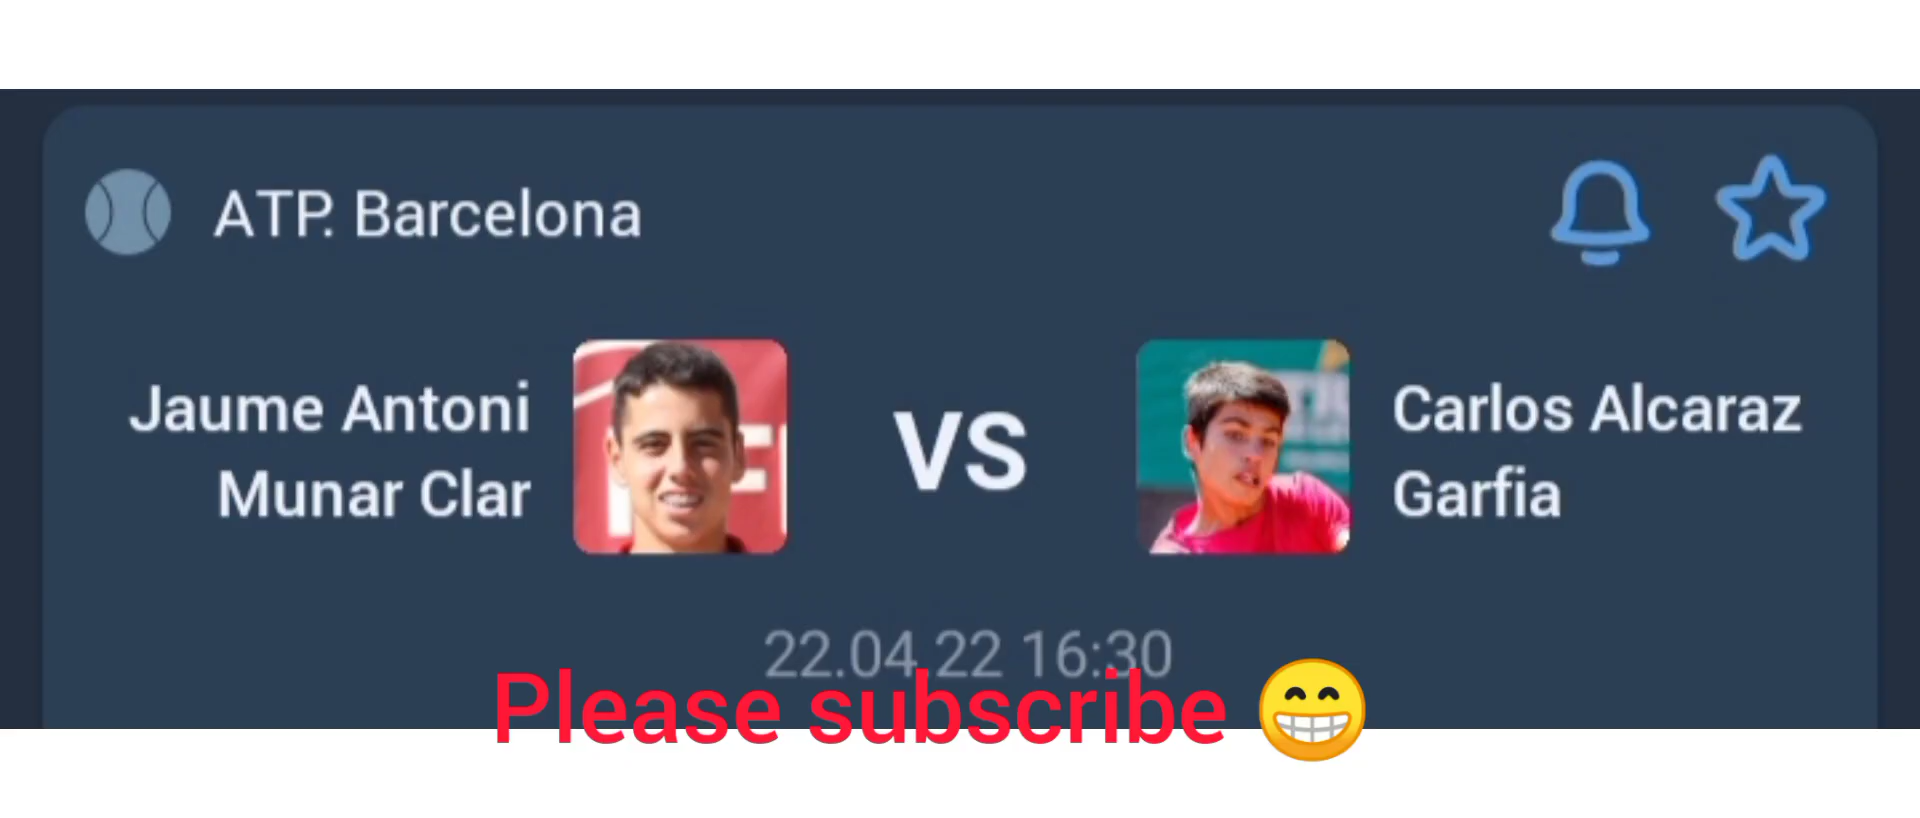 ATP. Barcelona
Jaume Antoni
Munar Clar
VS
Carlos Alcaraz
Garfia
22.04.22 16:30
Please subscribe 😁